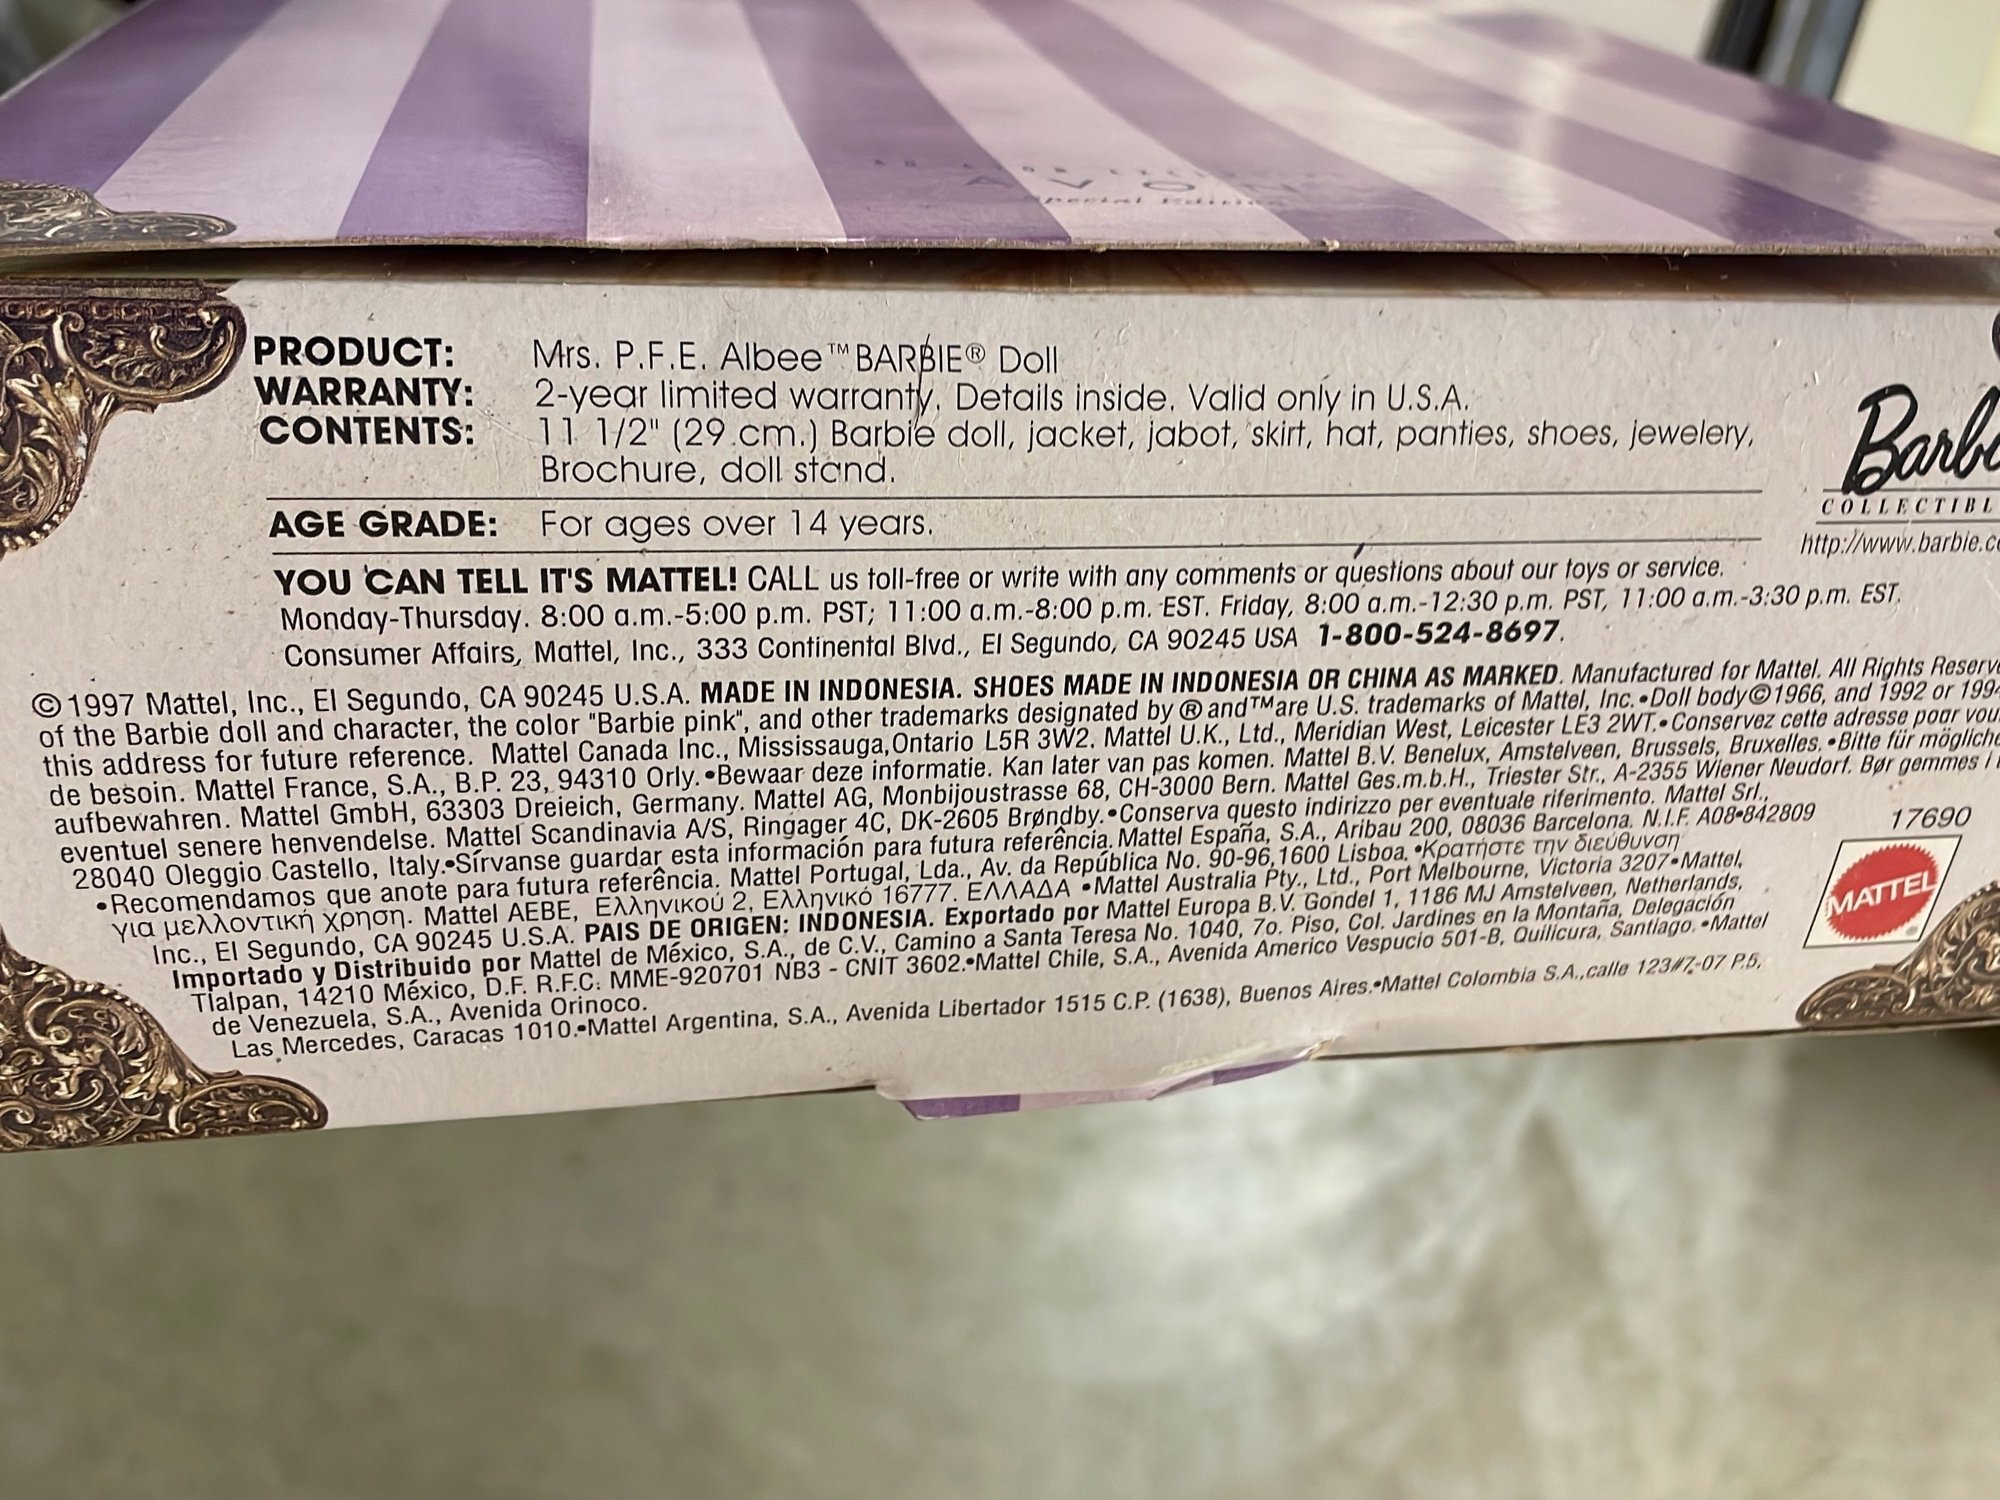 AVON
Special Edition
PRODUCT: Mrs. P.F.E. Albee™ BARBIE® Doll
WARRANTY: 2-year limited warranty. Details inside. Valid only in U.S.A.
CONTENTS: 11 1/2" (29 cm.) Barbie doll, jacket, jabot, skirt, hat, panties, shoes, jewelery,
Brochure, doll stand.
AGE GRADE: For ages over 14 years.
Barb
COLLECTIBL
http://www.barbie.c
YOU CAN TELL IT'S MATTEL! CALL us toll-free or write with any comments or questions about our toys or service.
Monday-Thursday. 8:00 a.m.-5:00 p.m. PST; 11:00 a.m.-8:00 p.m. EST. Friday, 8:00 a.m.-12:30 p.m. PST, 11:00 a.m.-3:30 p.m. EST.
Consumer Affairs, Mattel, Inc., 333 Continental Blvd., El Segundo, CA 90245 USA 1-800-524-8697.
©1997 Mattel, Inc., El Segundo, CA 90245 U.S.A. MADE IN INDONESIA. SHOES MADE IN INDONESIA OR CHINA AS MARKED. Manufactured for Mattel. All Rights Reserve
of the Barbie doll and character, the color "Barbie pink", and other trademarks designated by ® and™are U.S. trademarks of Mattel, Inc.•Doll body©1966, and 1992 or 199
this address for future reference. Mattel Canada Inc., Mississauga,Ontario L5R 3W2. Mattel U.K., Ltd., Meridian West, Leicester LE3 2WT.•Conservez cette adresse poar vou
de besoin. Mattel France, S.A., B.P. 23, 94310 Orly.•Bewaar deze informatie. Kan later van pas komen. Mattel B.V. Benelux, Amstelveen, Brussels, Bruxelles. •Bitte für mögliche
aufbewahren. Mattel GmbH, 63303 Dreieich, Germany. Mattel AG, Monbijoustrasse 68, CH-3000 Bern. Mattel Ges.m.b.H., Triester Str., A-2355 Wiener Neudorf. Bør gemmes i
eventuel senere henvendelse. Mattel Scandinavia A/S, Ringager 4C, DK-2605 Brøndby.•Conserva questo indirizzo per eventuale riferimento. Mattel Srl.,
28040 Oleggio Castello, Italy.•Sírvanse guardar esta información para futura referência. Mattel España, S.A., Aribau 200, 08036 Barcelona. N.I.F. A08•842809
•Recomendamos que anote para futura referência. Mattel Portugal, Lda., Av. da República No. 90-96,1600 Lisboa. •Κρατήστε την διεύθυνση
για μελλοντική χρηση. Mattel AEBE, Ελληνικού 2, Ελληνικό 16777. ΕΛΛΑΔΑ •Mattel Australia Pty., Ltd., Port Melbourne, Victoria 3207•Mattel,
Inc., El Segundo, CA 90245 U.S.A. PAIS DE ORIGEN: INDONESIA. Exportado por Mattel Europa B.V. Gondel 1, 1186 MJ Amstelveen, Netherlands.
Importado y Distribuido por Mattel de México, S.A., de C.V., Camino a Santa Teresa No. 1040, 7o. Piso, Col. Jardines en la Montaña, Delegación
Tlalpan, 14210 México, D.F. R.F.C. MME-920701 NB3 - CNIT 3602.•Mattel Chile, S.A., Avenida Americo Vespucio 501-B, Quilicura, Santiago. •Mattel
de Venezuela, S.A., Avenida Orinoco.
Las Mercedes, Caracas 1010.•Mattel Argentina, S.A., Avenida Libertador 1515 C.P. (1638), Buenos Aires.•Mattel Colombia S.A.,calle 123#7-07 P.5,
17690
MATTEL